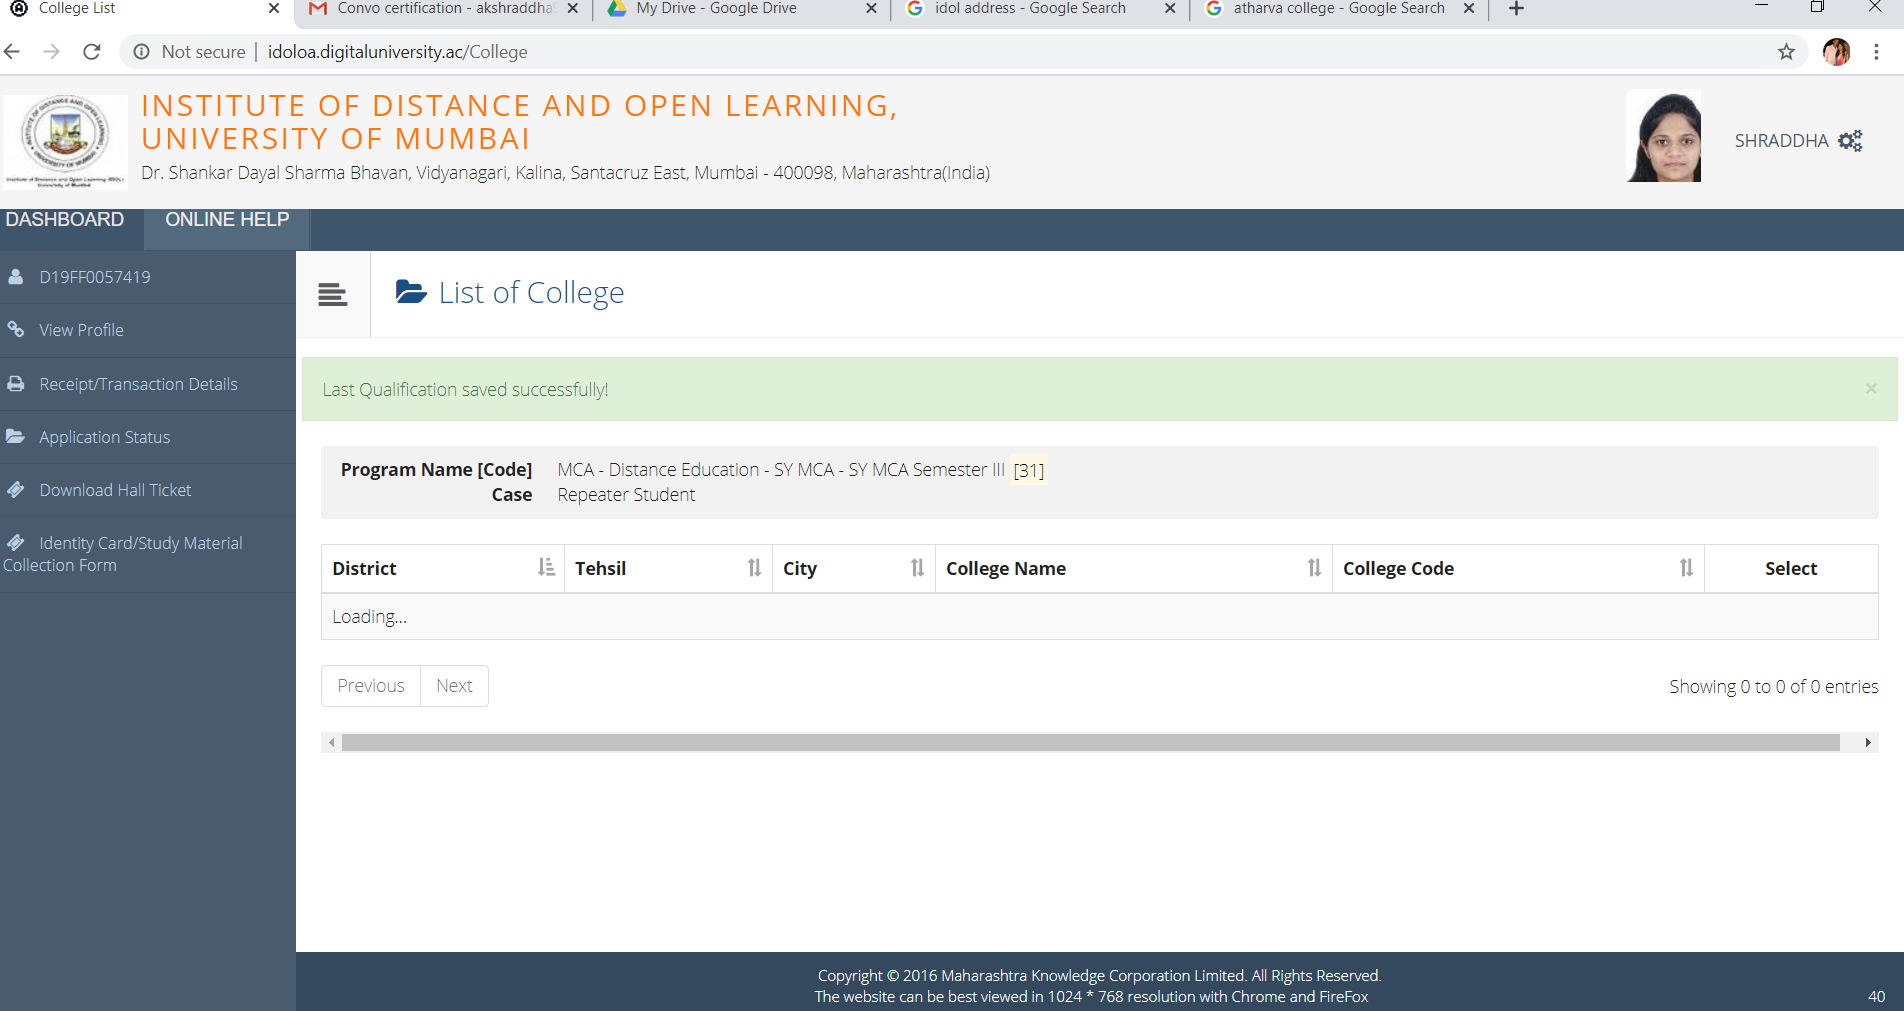 College List
Convo certification - akshraddha
My Drive - Google Drive
idol address - Google Search
atharva college - Google Search
Not secure | idoloa.digitaluniversity.ac/College
INSTITUTE OF DISTANCE AND OPEN LEARNING,
UNIVERSITY OF MUMBAI
Dr. Shankar Dayal Sharma Bhavan, Vidyanagari, Kalina, Santacruz East, Mumbai - 400098, Maharashtra(India)
SHRADDHA
DASHBOARD
ONLINE HELP
D19FF0057419
View Profile
Receipt/Transaction Details
Application Status
Download Hall Ticket
Identity Card/Study Material
Collection Form
List of College
Last Qualification saved successfully!
×
Program Name [Code] MCA - Distance Education - SY MCA - SY MCA Semester III [31]
Case Repeater Student
District Tehsil City College Name College Code Select
Loading...
Previous Next
Showing 0 to 0 of 0 entries
Copyright © 2016 Maharashtra Knowledge Corporation Limited. All Rights Reserved.
The website can be best viewed in 1024 * 768 resolution with Chrome and FireFox
40